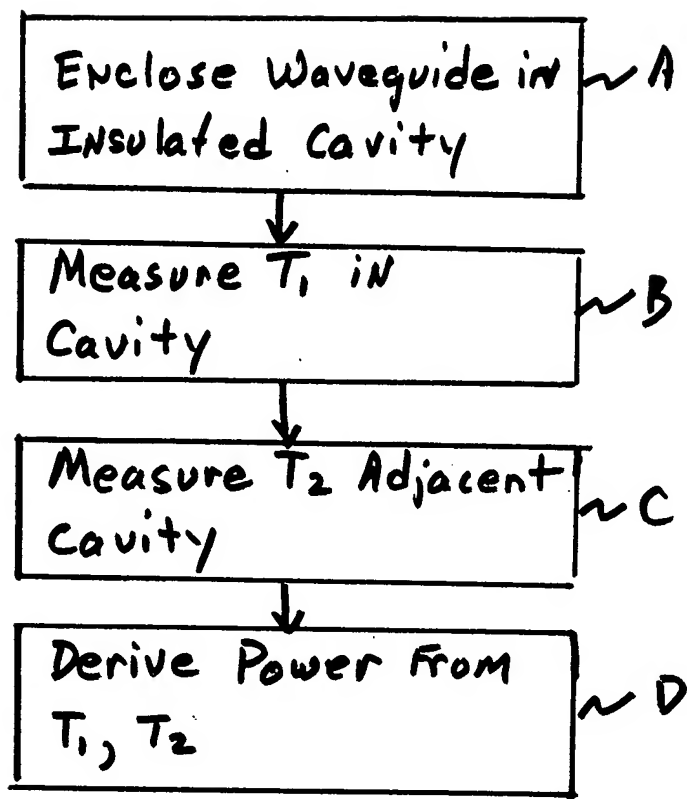 Enclose Waveguide in
Insulated Cavity
A
Measure T₁ in
Cavity
B
Measure T₂ Adjacent
Cavity
C
Derive Power From
T₁, T₂
D